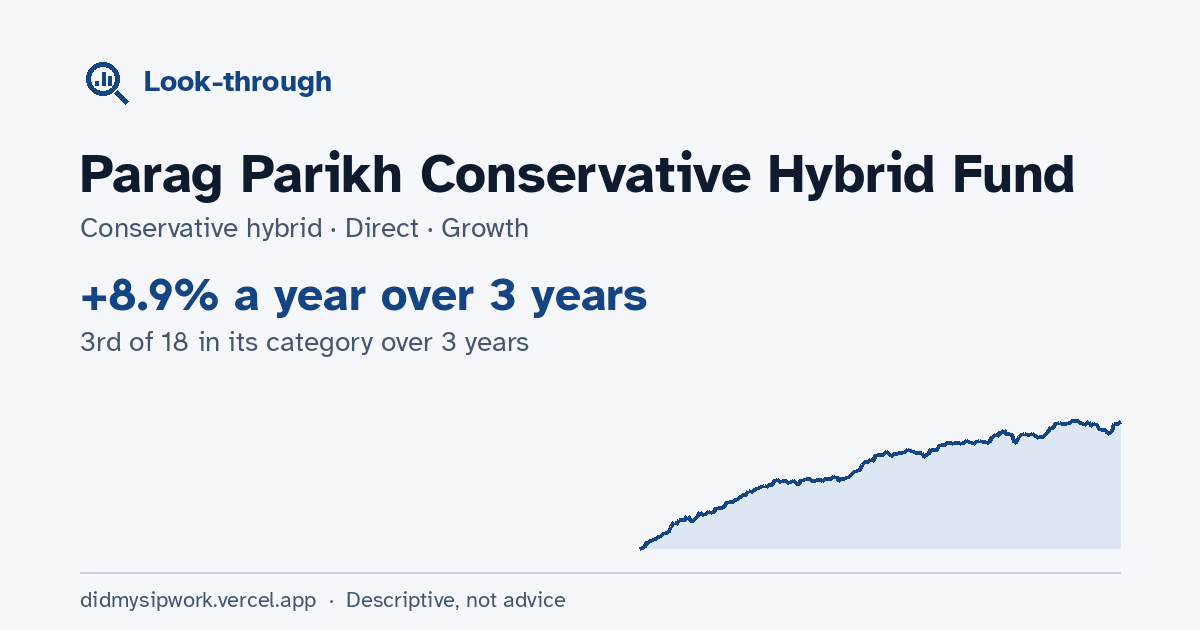 Look-through
Parag Parikh Conservative Hybrid Fund
Conservative hybrid · Direct · Growth
+8.9% a year over 3 years
3rd of 18 in its category over 3 years
didmysipwork.vercel.app · Descriptive, not advice